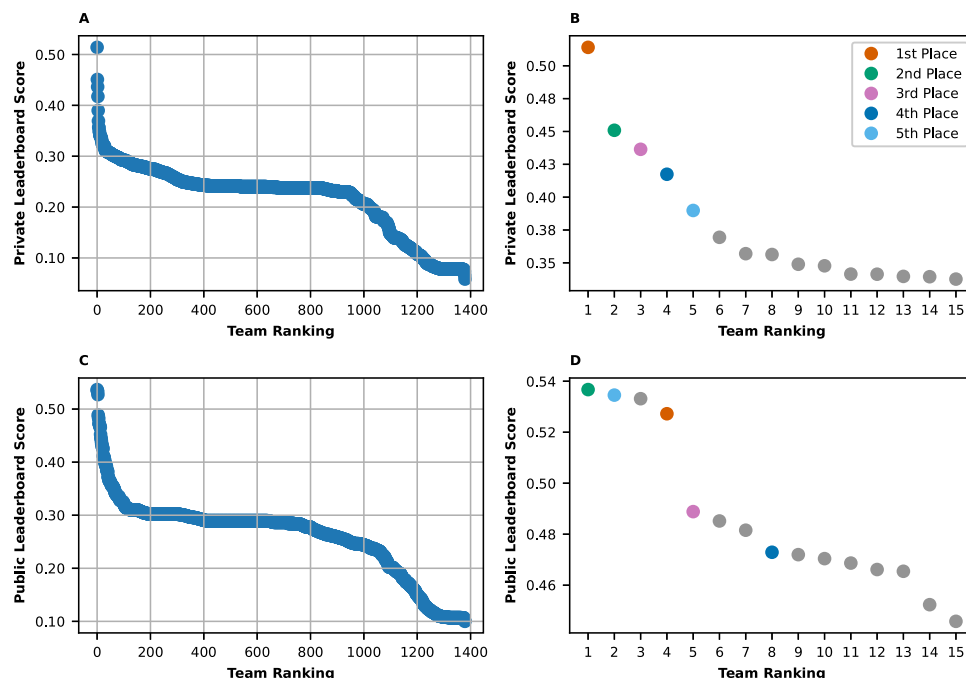 A
Private Leaderboard Score
0.50
0.40
0.30
0.20
0.10
0 200 400 600 800 1000 1200 1400
Team Ranking
B
Private Leaderboard Score
0.50
0.48
0.45
0.43
0.40
0.38
0.35
1 2 3 4 5 6 7 8 9 10 11 12 13 14 15
Team Ranking
1st Place
2nd Place
3rd Place
4th Place
5th Place
C
Public Leaderboard Score
0.50
0.40
0.30
0.20
0.10
0 200 400 600 800 1000 1200 1400
Team Ranking
D
Public Leaderboard Score
0.54
0.52
0.50
0.48
0.46
1 2 3 4 5 6 7 8 9 10 11 12 13 14 15
Team Ranking